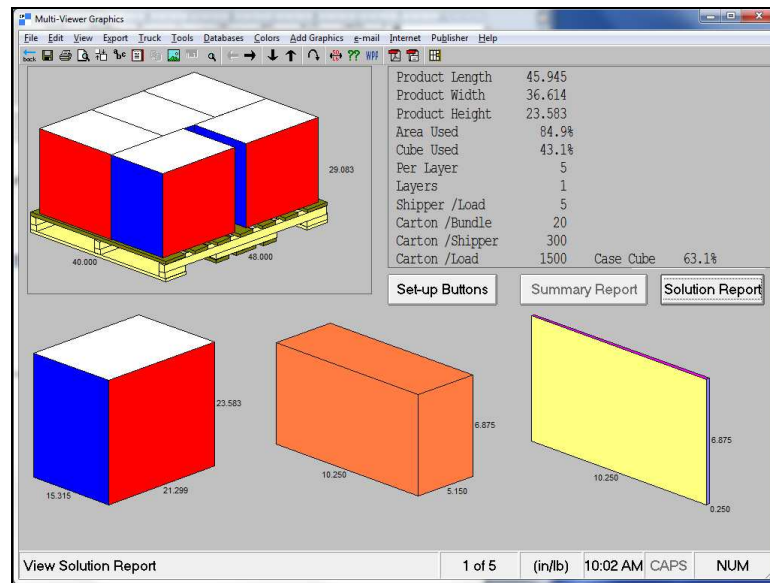 Multi-Viewer Graphics
File Edit View Export Truck Tools Databases Colors Add Graphics e-mail Internet Publisher Help
back ?? WPF
29.083
40.000 48.000
Product Length 45.945
Product Width 36.614
Product Height 23.583
Area Used 84.9%
Cube Used 43.1%
Per Layer 5
Layers 1
Shipper /Load 5
Carton /Bundle 20
Carton /Shipper 300
Carton /Load 1500 Case Cube 63.1%
Set-up Buttons Summary Report Solution Report
23.583
15.315 21.299
6.875
10.250 5.150
6.875
10.250
0.250
View Solution Report 1 of 5 (in/lb) 10:02 AM CAPS NUM